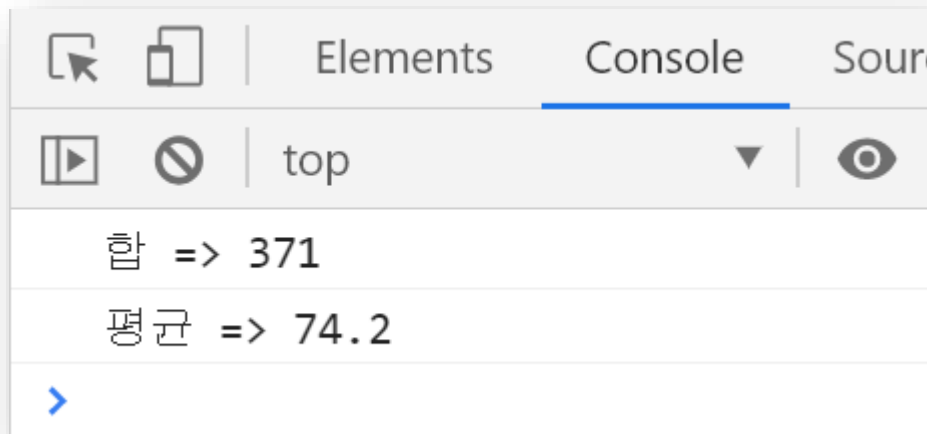 Elements Console Sour
top
합 => 371
평균 => 74.2